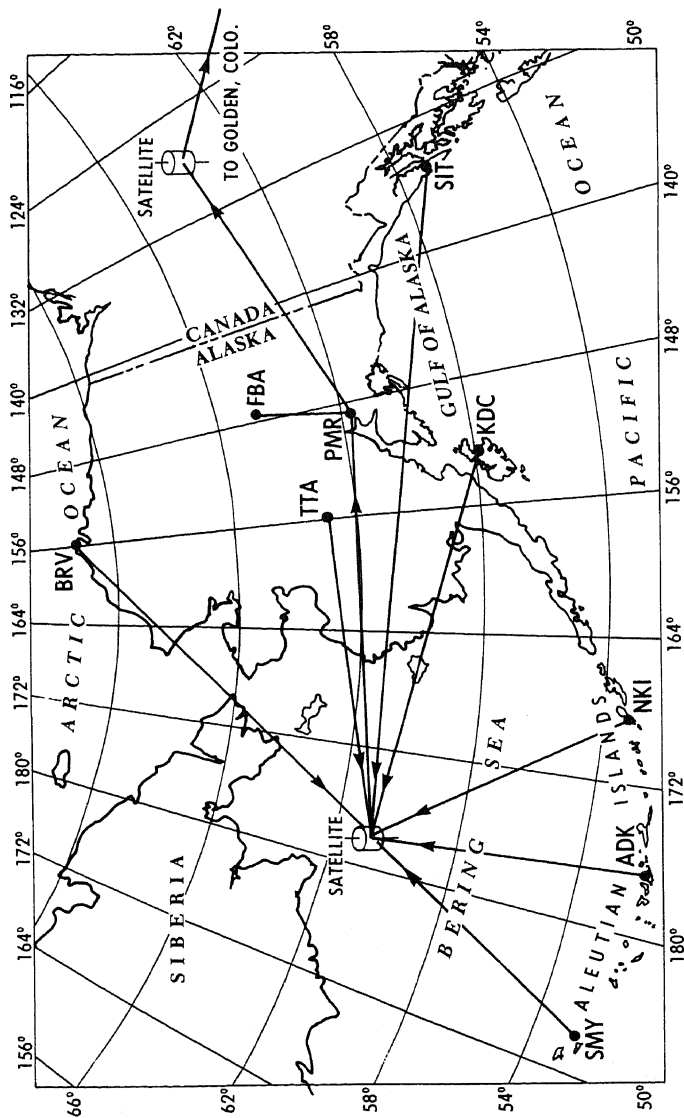 116°
124°
132°
140°
148°
156°
164°
172°
180°
172°
164°
156°
66°
62°
58°
54°
62°
58°
54°
50°
140°
148°
156°
164°
172°
180°
ARCTIC OCEAN
BRV
SATELLITE
TO GOLDEN, COLO.
CANADA
ALASKA
FBA
PMR
TTA
SIT
GULF OF ALASKA
KDC
PACIFIC OCEAN
SIBERIA
SATELLITE
BERING SEA
NKI
ADK
ALEUTIAN ISLANDS
SMY